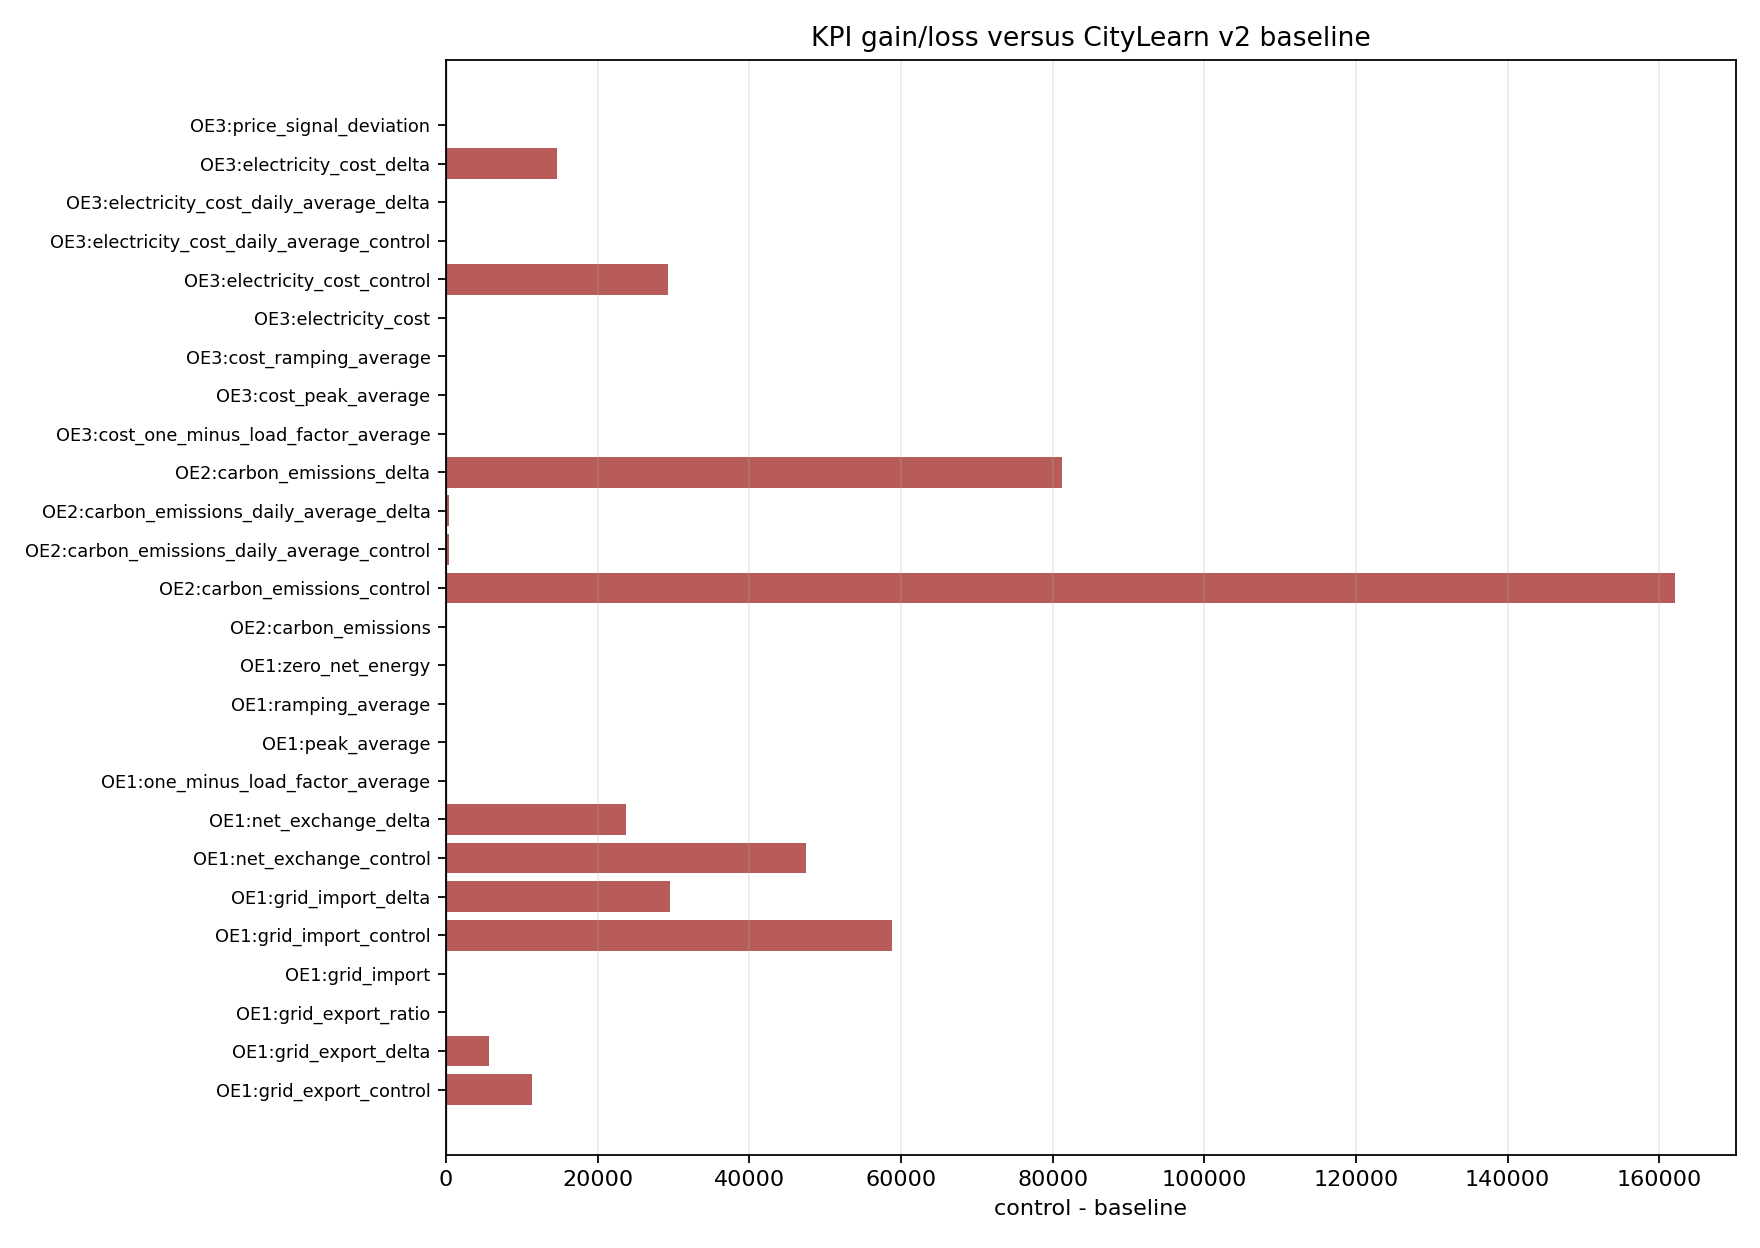 KPI gain/loss versus CityLearn v2 baseline
OE3:price_signal_deviation
OE3:electricity_cost_delta
OE3:electricity_cost_daily_average_delta
OE3:electricity_cost_daily_average_control
OE3:electricity_cost_control
OE3:electricity_cost
OE3:cost_ramping_average
OE3:cost_peak_average
OE3:cost_one_minus_load_factor_average
OE2:carbon_emissions_delta
OE2:carbon_emissions_daily_average_delta
OE2:carbon_emissions_daily_average_control
OE2:carbon_emissions_control
OE2:carbon_emissions
OE1:zero_net_energy
OE1:ramping_average
OE1:peak_average
OE1:one_minus_load_factor_average
OE1:net_exchange_delta
OE1:net_exchange_control
OE1:grid_import_delta
OE1:grid_import_control
OE1:grid_import
OE1:grid_export_ratio
OE1:grid_export_delta
OE1:grid_export_control
0 20000 40000 60000 80000 100000 120000 140000 160000
control - baseline